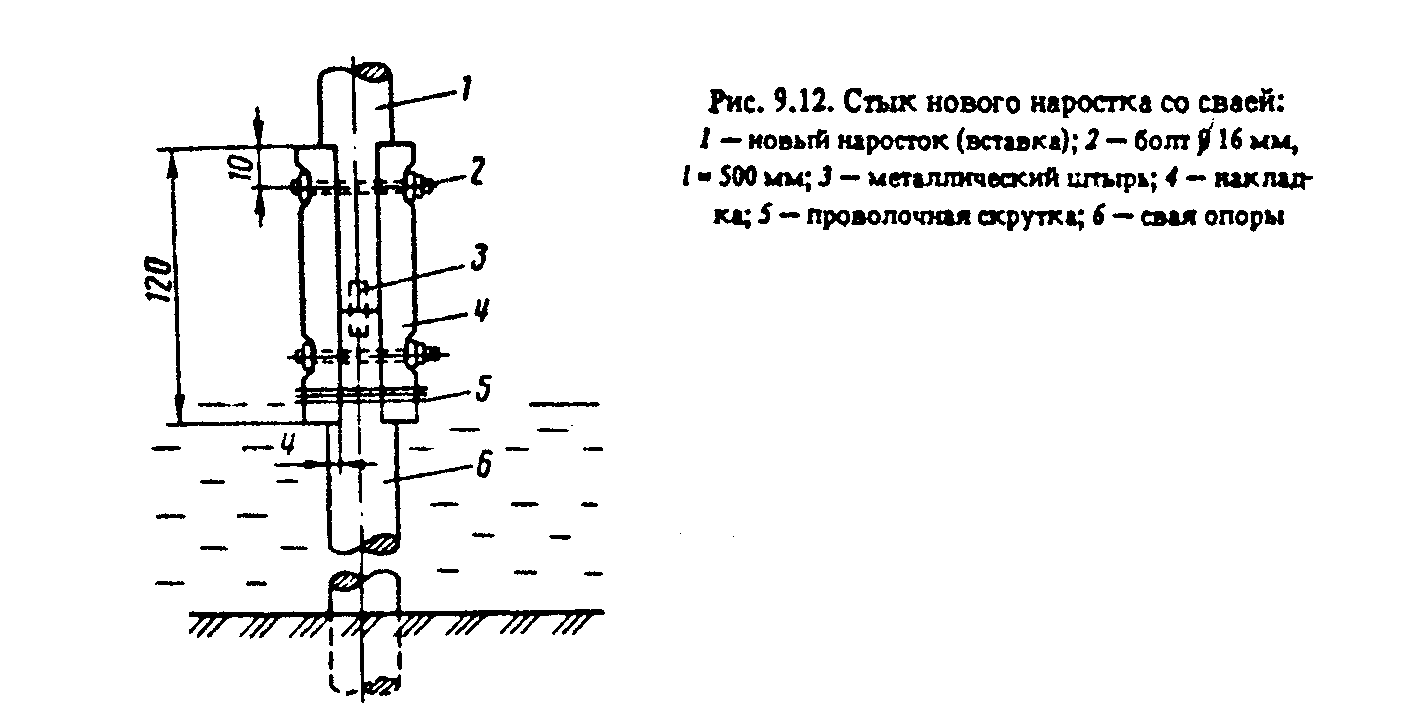 1
10
2
120
3
4
5
4
6
Рис. 9.12. Стык нового наростка со сваей:
1 — новый наросток (вставка); 2 — болт ∅ 16 мм,
l = 500 мм; 3 — металлический штырь; 4 — наклад-
ка; 5 — проволочная скрутка; 6 — свая опоры